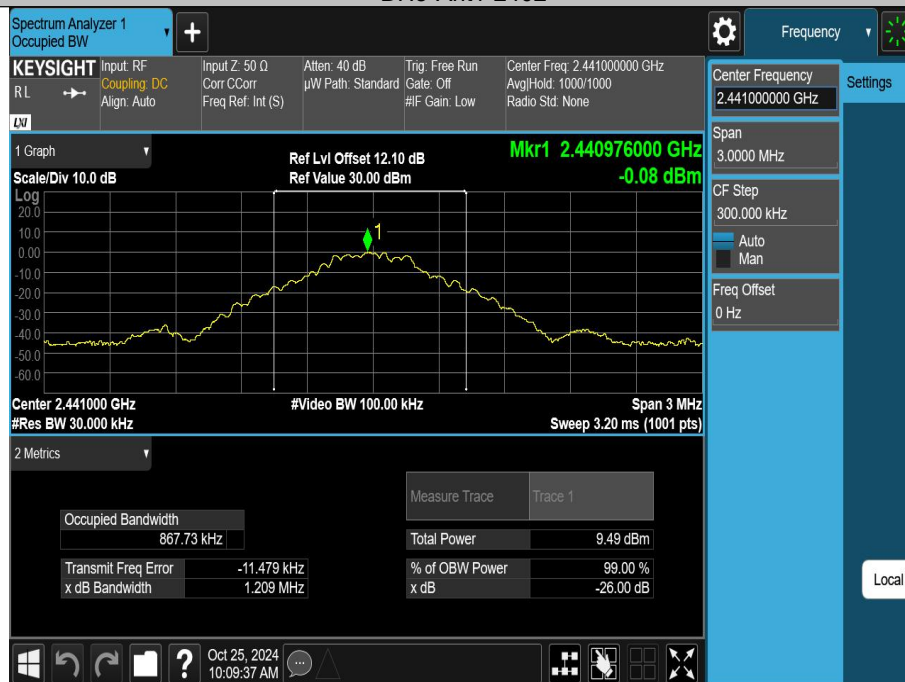 Spectrum Analyzer 1
Occupied BW
Frequency
KEYSIGHT
RL
LXI
Input: RF
Coupling: DC
Align: Auto
Input Z: 50 Ω
Corr CCorr
Freq Ref: Int (S)
Atten: 40 dB
µW Path: Standard
Trig: Free Run
Gate: Off
#IF Gain: Low
Center Freq: 2.441000000 GHz
Avg|Hold: 1000/1000
Radio Std: None
Center Frequency
2.441000000 GHz
Settings
Span
3.0000 MHz
CF Step
300.000 kHz
Auto
Man
Freq Offset
0 Hz
1 Graph
Scale/Div 10.0 dB
Ref Lvl Offset 12.10 dB
Ref Value 30.00 dBm
Mkr1 2.440976000 GHz
-0.08 dBm
Log
20.0
10.0
0.00
-10.0
-20.0
-30.0
-40.0
-50.0
-60.0
1
Center 2.441000 GHz
#Video BW 100.00 kHz
Span 3 MHz
#Res BW 30.000 kHz
Sweep 3.20 ms (1001 pts)
2 Metrics
Measure Trace
Trace 1
Occupied Bandwidth
867.73 kHz
Total Power
9.49 dBm
Transmit Freq Error
-11.479 kHz
% of OBW Power
99.00 %
x dB Bandwidth
1.209 MHz
x dB
-26.00 dB
Local
?
Oct 25, 2024
10:09:37 AM